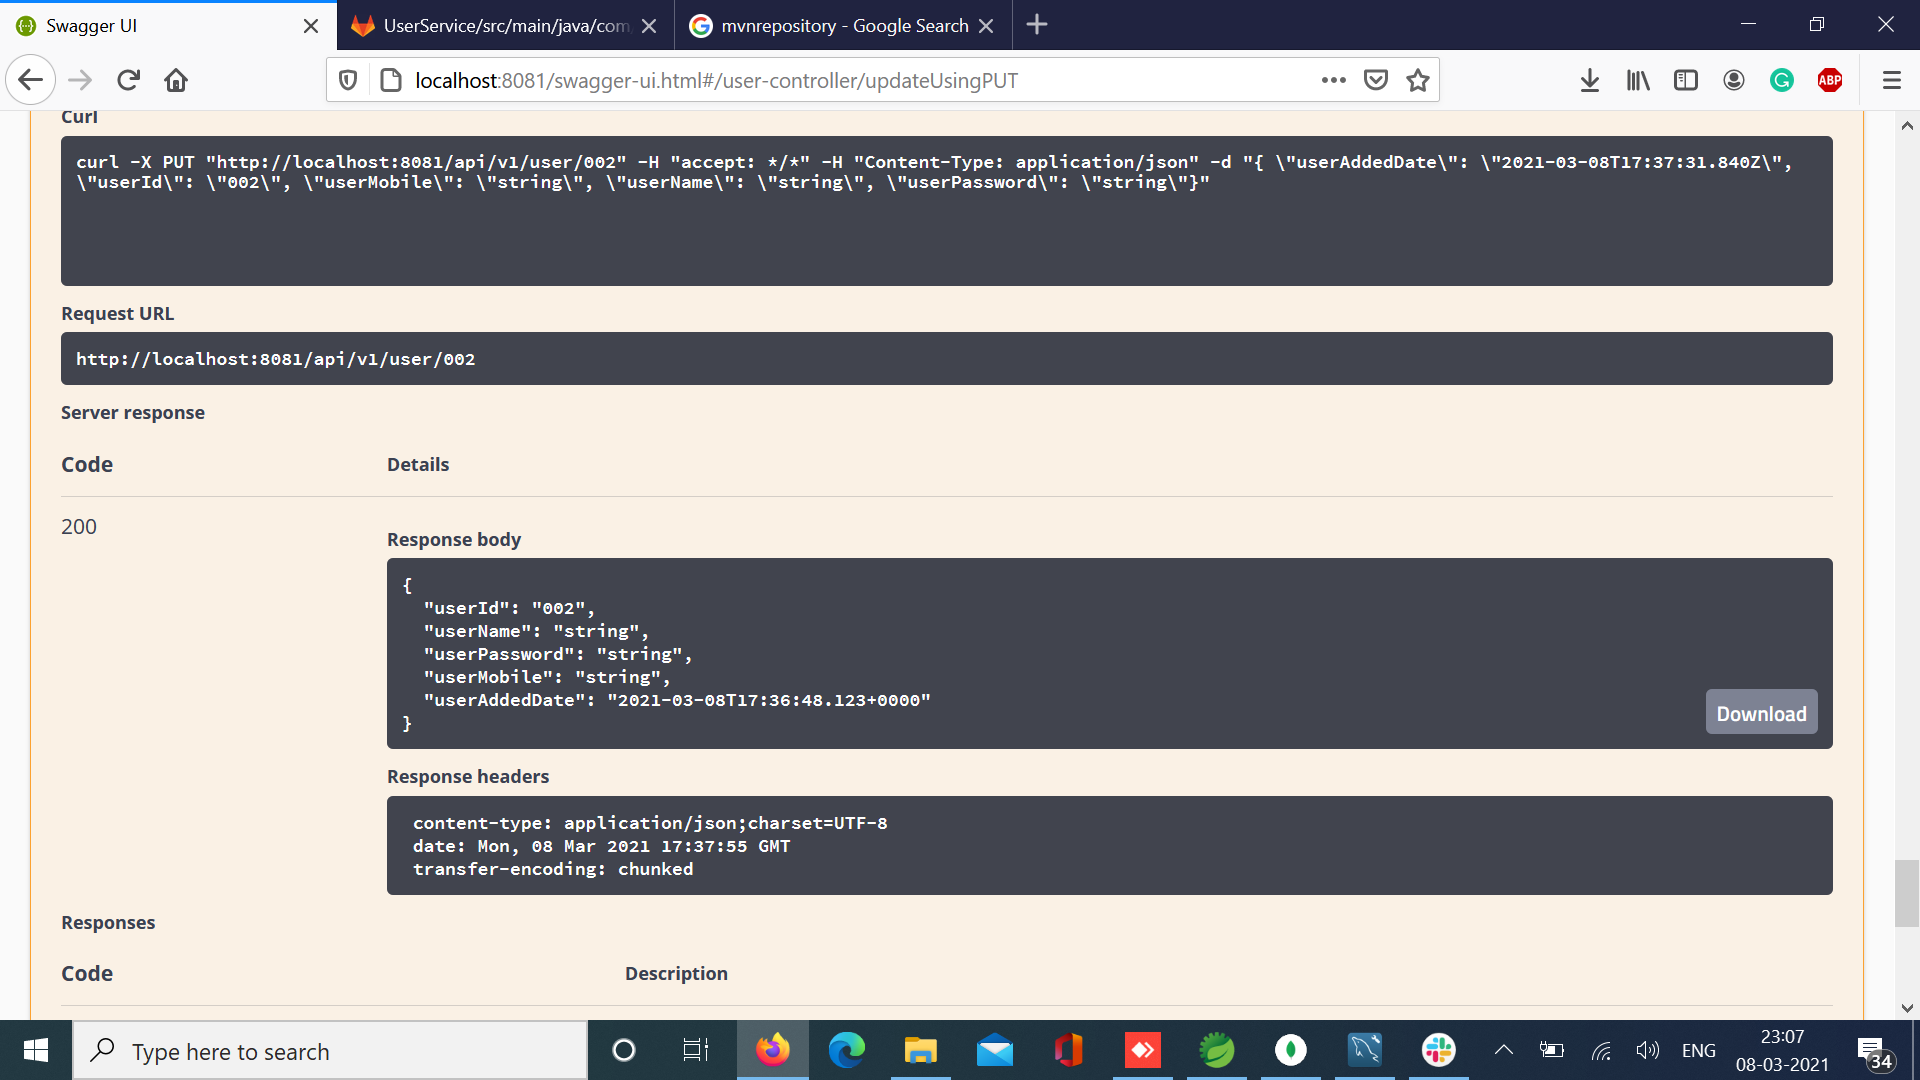 Swagger UI
UserService/src/main/java/com
mvnrepository - Google Search
localhost:8081/swagger-ui.html#/user-controller/updateUsingPUT
ABP
Curl
curl -X PUT "http://localhost:8081/api/v1/user/002" -H "accept: */*" -H "Content-Type: application/json" -d "{ \"userAddedDate\": \"2021-03-08T17:37:31.840Z\",
\"userId\": \"002\", \"userMobile\": \"string\", \"userName\": \"string\", \"userPassword\": \"string\"}"
Request URL
http://localhost:8081/api/v1/user/002
Server response
Code Details
200
Response body
{
"userId": "002",
"userName": "string",
"userPassword": "string",
"userMobile": "string",
"userAddedDate": "2021-03-08T17:36:48.123+0000"
}
Download
Response headers
content-type: application/json;charset=UTF-8
date: Mon, 08 Mar 2021 17:37:55 GMT
transfer-encoding: chunked
Responses
Code Description
Type here to search
ENG
23:07
08-03-2021
34